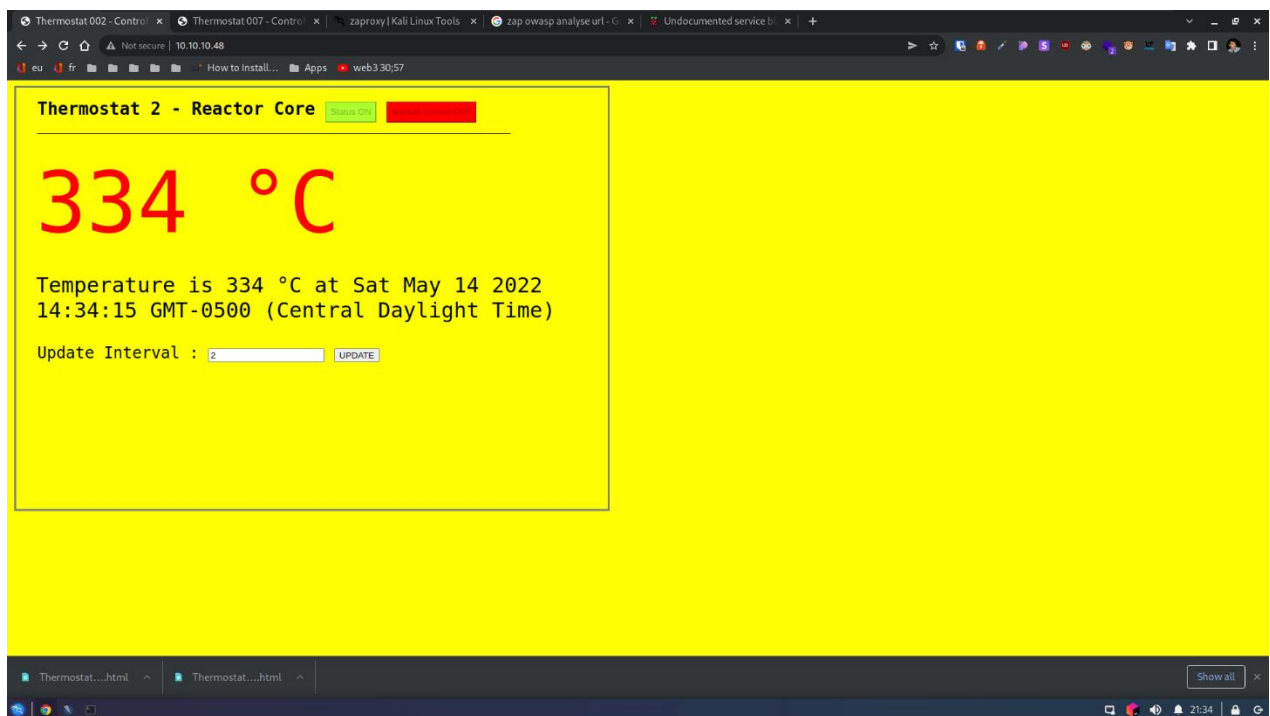 Thermostat 002 - Control
Thermostat 007 - Control
zaproxy | Kali Linux Tools
zap owasp analyse url - G
Undocumented service bl
Not secure | 10.10.10.48
eu fr How to Install... Apps web3 30;57
Thermostat 2 - Reactor Core Status ON
334 °C
Temperature is 334 °C at Sat May 14 2022
14:34:15 GMT-0500 (Central Daylight Time)
Update Interval : 2 UPDATE
Thermostat....html Thermostat....html Show all
21:34